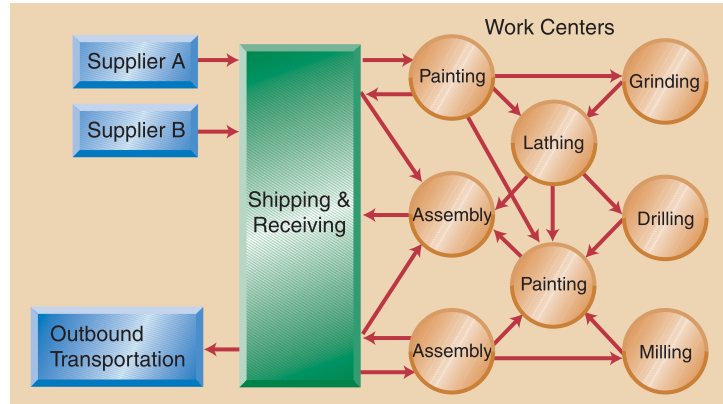 Work Centers
Supplier A
Supplier B
Shipping &
Receiving
Outbound
Transportation
Painting
Grinding
Lathing
Assembly
Drilling
Painting
Assembly
Milling